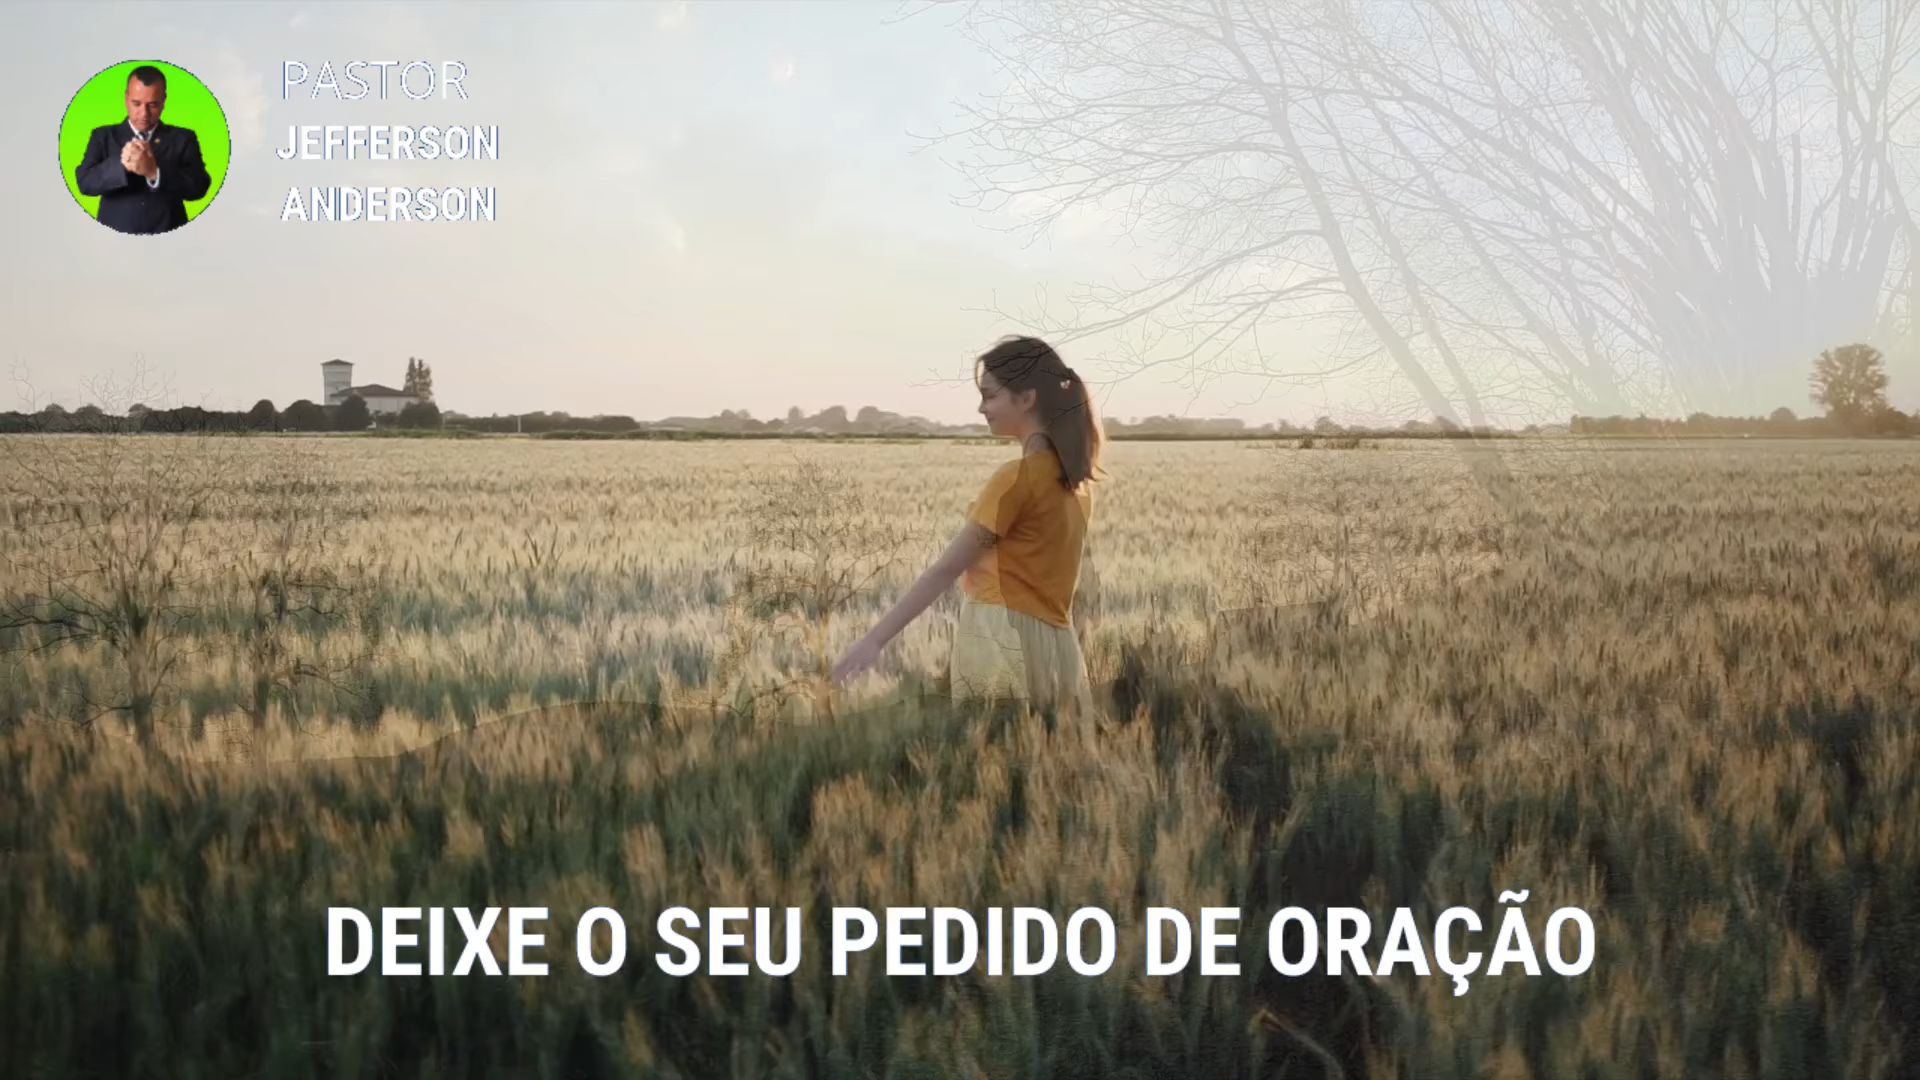 PASTOR
JEFFERSON
ANDERSON
DEIXE O SEU PEDIDO DE ORAÇÃO